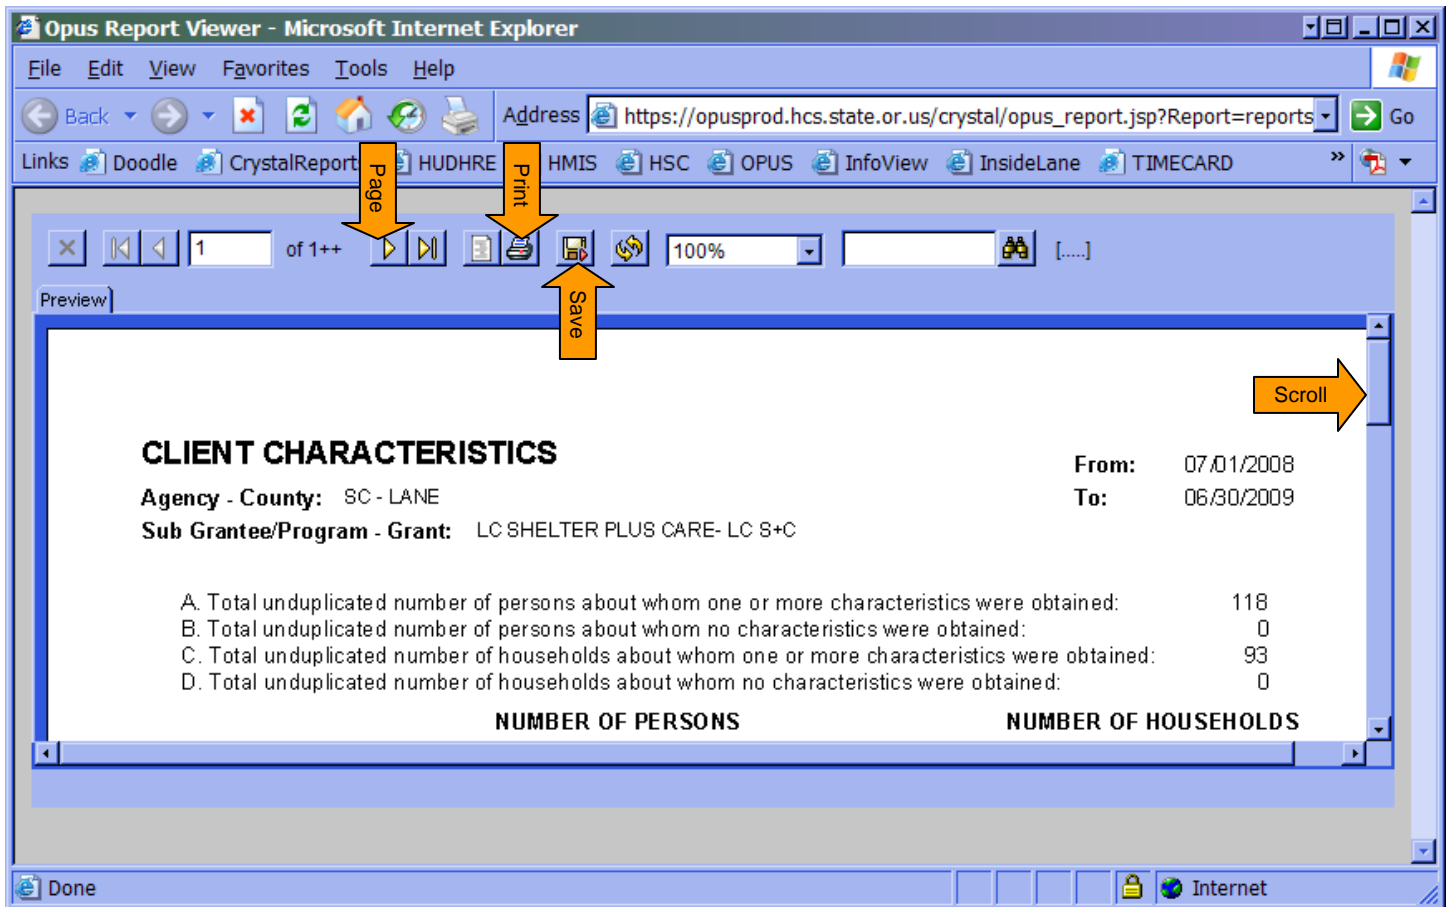 Opus Report Viewer - Microsoft Internet Explorer
File Edit View Favorites Tools Help
Back Address https://opusprod.hcs.state.or.us/crystal/opus_report.jsp?Report=reports Go
Links Doodle CrystalReports HUDHRE HMIS HSC OPUS InfoView InsideLane TIMECARD »
Page
Print
1 of 1++ 100% [.....]
Preview
Save
Scroll
CLIENT CHARACTERISTICS
From: 07/01/2008
Agency - County: SC - LANE
To: 06/30/2009
Sub Grantee/Program - Grant: LC SHELTER PLUS CARE- LC S+C
A. Total unduplicated number of persons about whom one or more characteristics were obtained: 118
B. Total unduplicated number of persons about whom no characteristics were obtained: 0
C. Total unduplicated number of households about whom one or more characteristics were obtained: 93
D. Total unduplicated number of households about whom no characteristics were obtained: 0
NUMBER OF PERSONS NUMBER OF HOUSEHOLDS
Done Internet